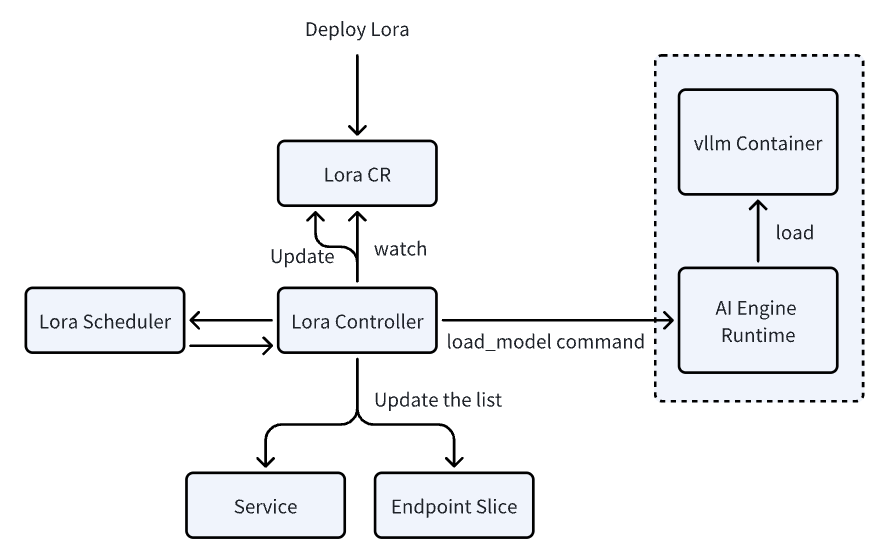 Deploy Lora
vllm Container
Lora CR
load
Update
watch
Lora Scheduler
Lora Controller
load_model command
AI Engine
Runtime
Update the list
Service
Endpoint Slice